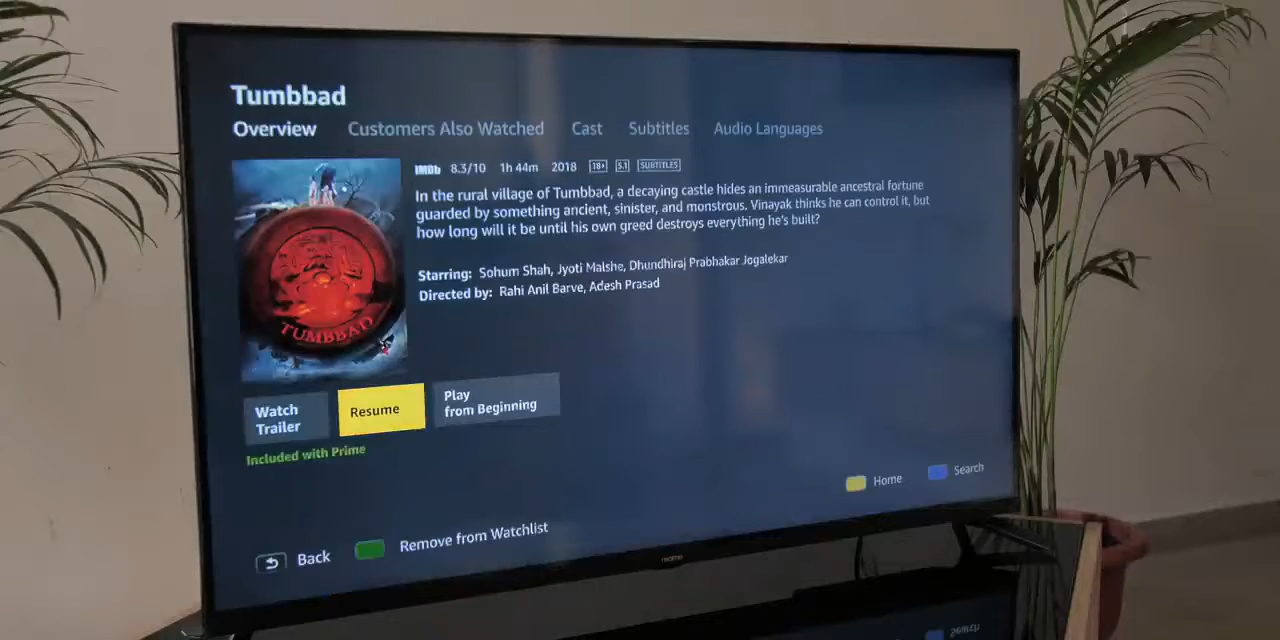 Tumbbad
Overview Customers Also Watched Cast Subtitles Audio Languages
IMDb 8.3/10 1h 44m 2018 18+ 5.1 SUBTITLES
In the rural village of Tumbbad, a decaying castle hides an immeasurable ancestral fortune
guarded by something ancient, sinister, and monstrous. Vinayak thinks he can control it, but
how long will it be until his own greed destroys everything he's built?
Starring: Sohum Shah, Jyoti Malshe, Dhundhiraj Prabhakar Jogalekar
Directed by: Rahi Anil Barve, Adesh Prasad
TUMBBAD
Watch
Trailer
Resume
Play
from Beginning
Included with Prime
Home Search
Back Remove from Watchlist
realme